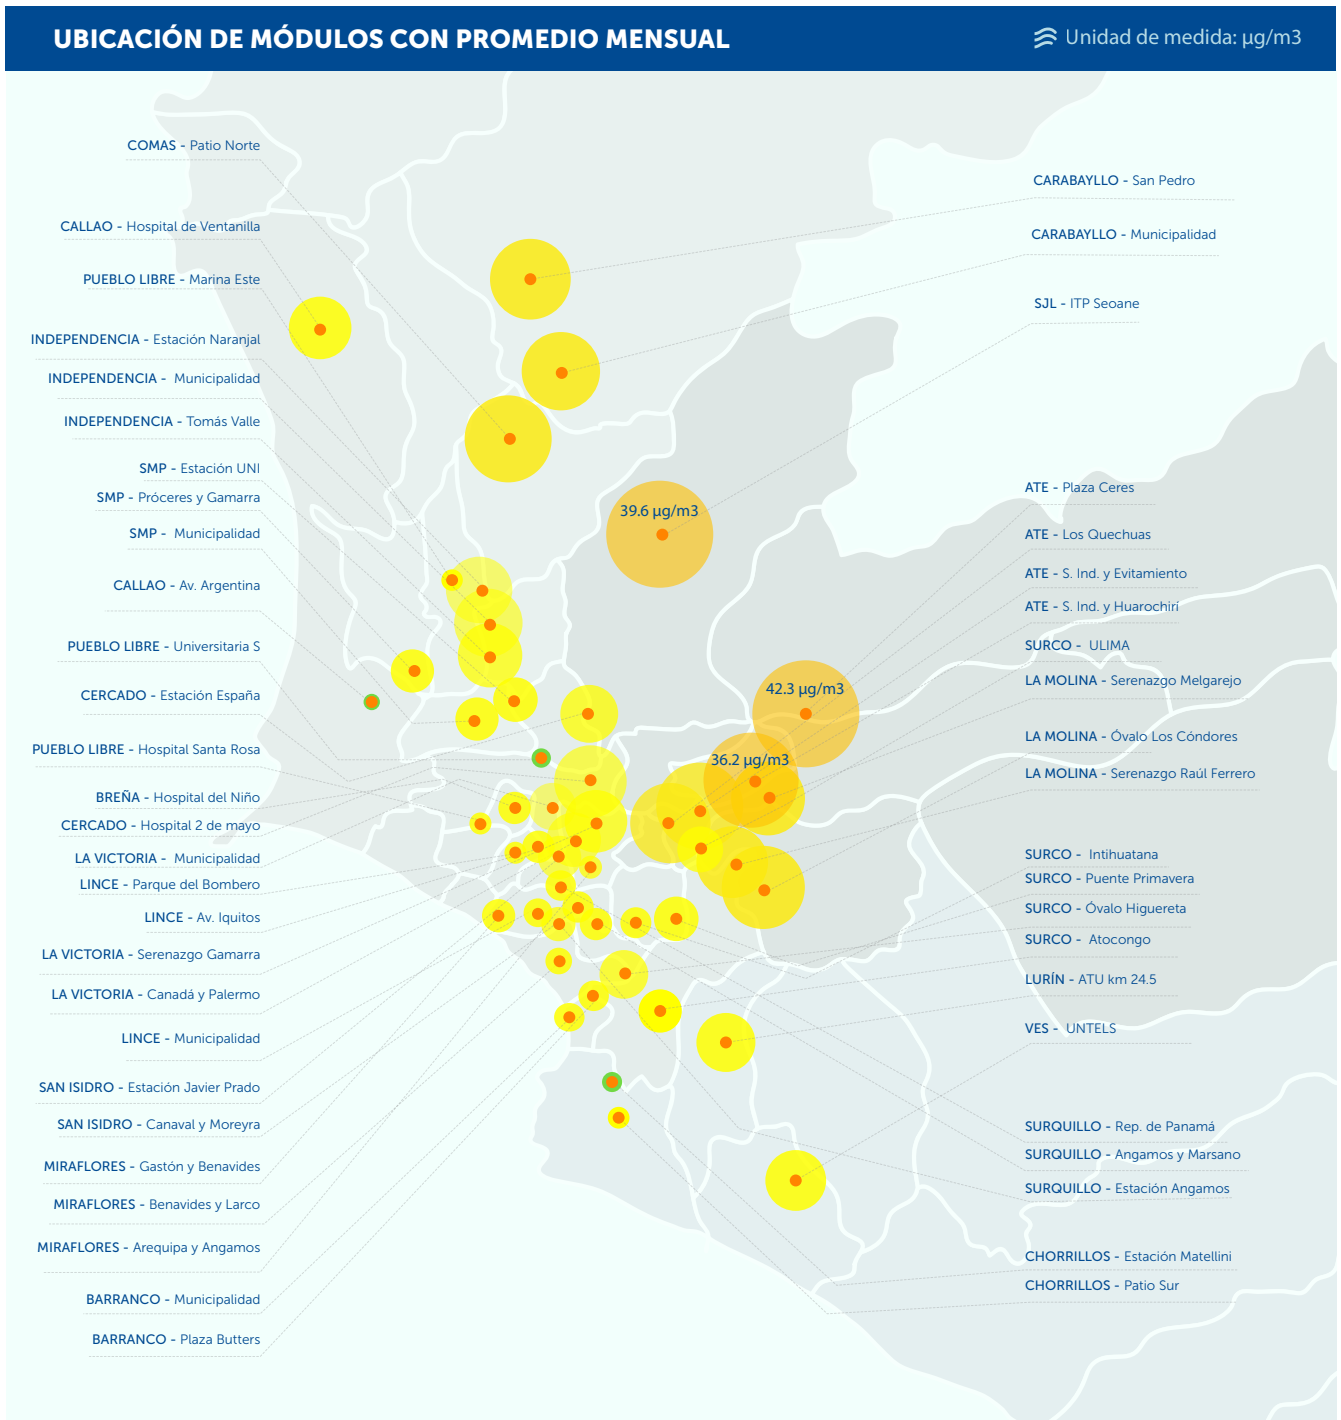 UBICACIÓN DE MÓDULOS CON PROMEDIO MENSUAL
Unidad de medida: µg/m3
COMAS - Patio Norte
CALLAO - Hospital de Ventanilla
PUEBLO LIBRE - Marina Este
INDEPENDENCIA - Estación Naranjal
INDEPENDENCIA - Municipalidad
INDEPENDENCIA - Tomás Valle
SMP - Estación UNI
SMP - Próceres y Gamarra
SMP - Municipalidad
CALLAO - Av. Argentina
PUEBLO LIBRE - Universitaria S
CERCADO - Estación España
PUEBLO LIBRE - Hospital Santa Rosa
BREÑA - Hospital del Niño
CERCADO - Hospital 2 de mayo
LA VICTORIA - Municipalidad
LINCE - Parque del Bombero
LINCE - Av. Iquitos
LA VICTORIA - Serenazgo Gamarra
LA VICTORIA - Canadá y Palermo
LINCE - Municipalidad
SAN ISIDRO - Estación Javier Prado
SAN ISIDRO - Canaval y Moreyra
MIRAFLORES - Gastón y Benavides
MIRAFLORES - Benavides y Larco
MIRAFLORES - Arequipa y Angamos
BARRANCO - Municipalidad
BARRANCO - Plaza Butters
39.6 µg/m3
42.3 µg/m3
36.2 µg/m3
CARABAYLLO - San Pedro
CARABAYLLO - Municipalidad
SJL - ITP Seoane
ATE - Plaza Ceres
ATE - Los Quechuas
ATE - S. Ind. y Evitamiento
ATE - S. Ind. y Huarochirí
SURCO - ULIMA
LA MOLINA - Serenazgo Melgarejo
LA MOLINA - Óvalo Los Cóndores
LA MOLINA - Serenazgo Raúl Ferrero
SURCO - Intihuatana
SURCO - Puente Primavera
SURCO - Óvalo Higuereta
SURCO - Atocongo
LURÍN - ATU km 24.5
VES - UNTELS
SURQUILLO - Rep. de Panamá
SURQUILLO - Angamos y Marsano
SURQUILLO - Estación Angamos
CHORRILLOS - Estación Matellini
CHORRILLOS - Patio Sur